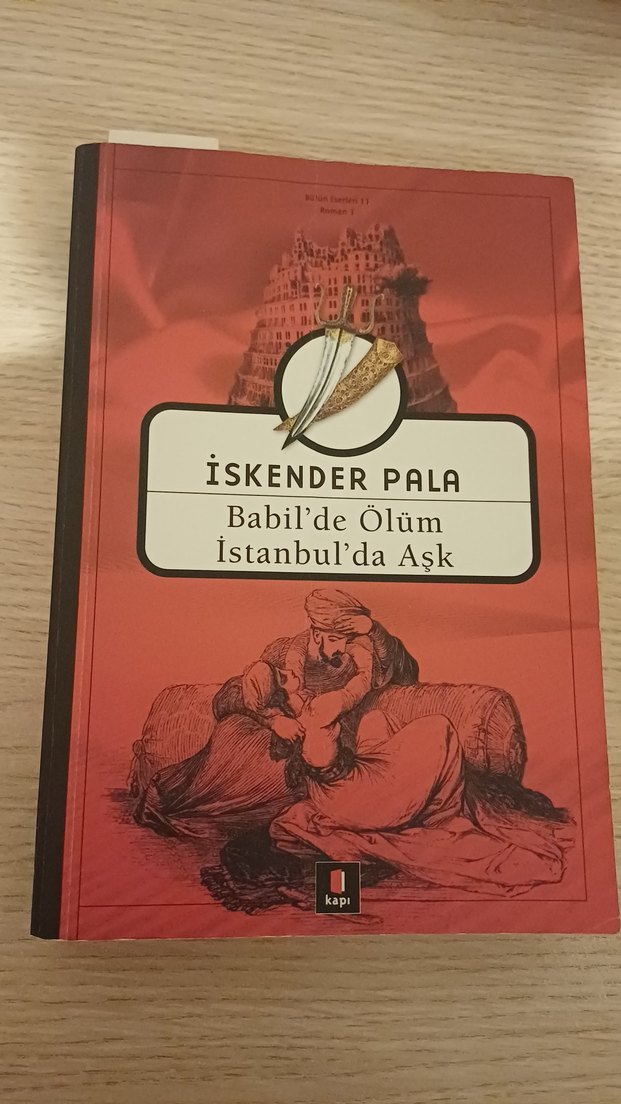 Bütün Eserleri 11
Roman 1
İSKENDER PALA
Babil'de Ölüm
İstanbul'da Aşk
kapı